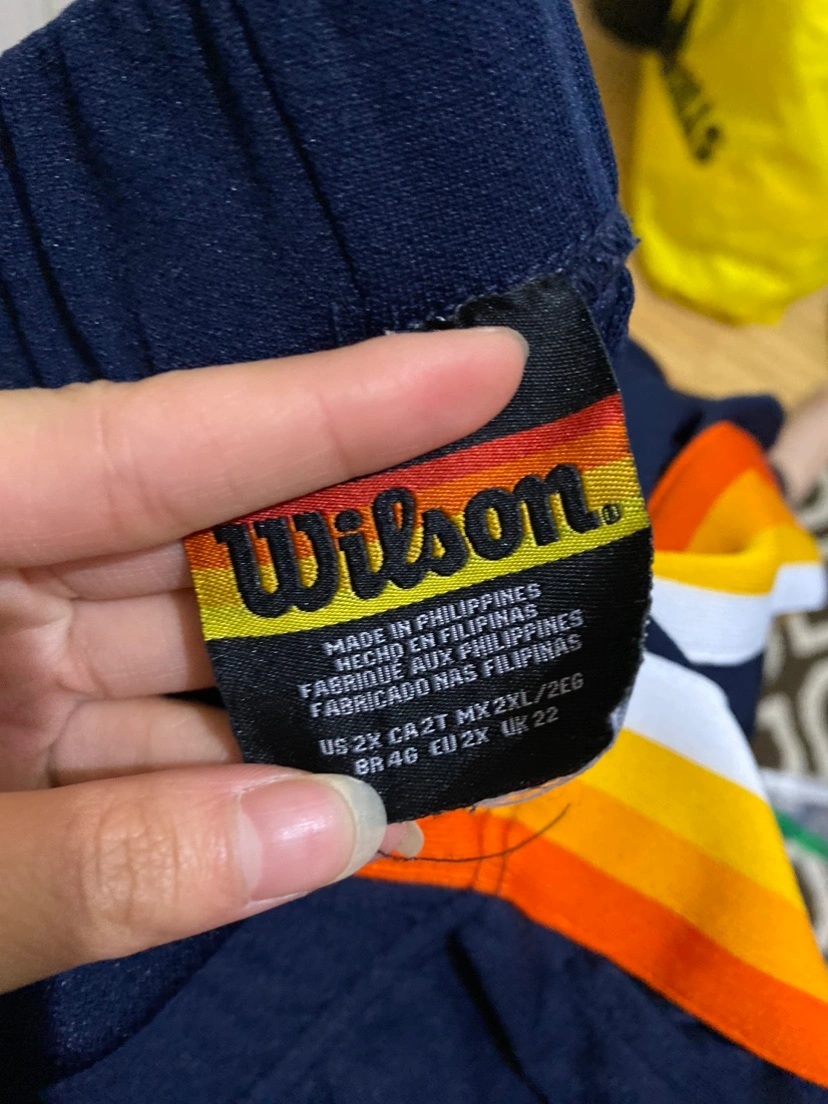 Wilson®
MADE IN PHILIPPINES
HECHO EN FILIPINAS
FABRIQUÉ AUX PHILIPPINES
FABRICADO NAS FILIPINAS
US 2X CA 2T MX 2XL/2EG
BR 4G EU 2X UK 22